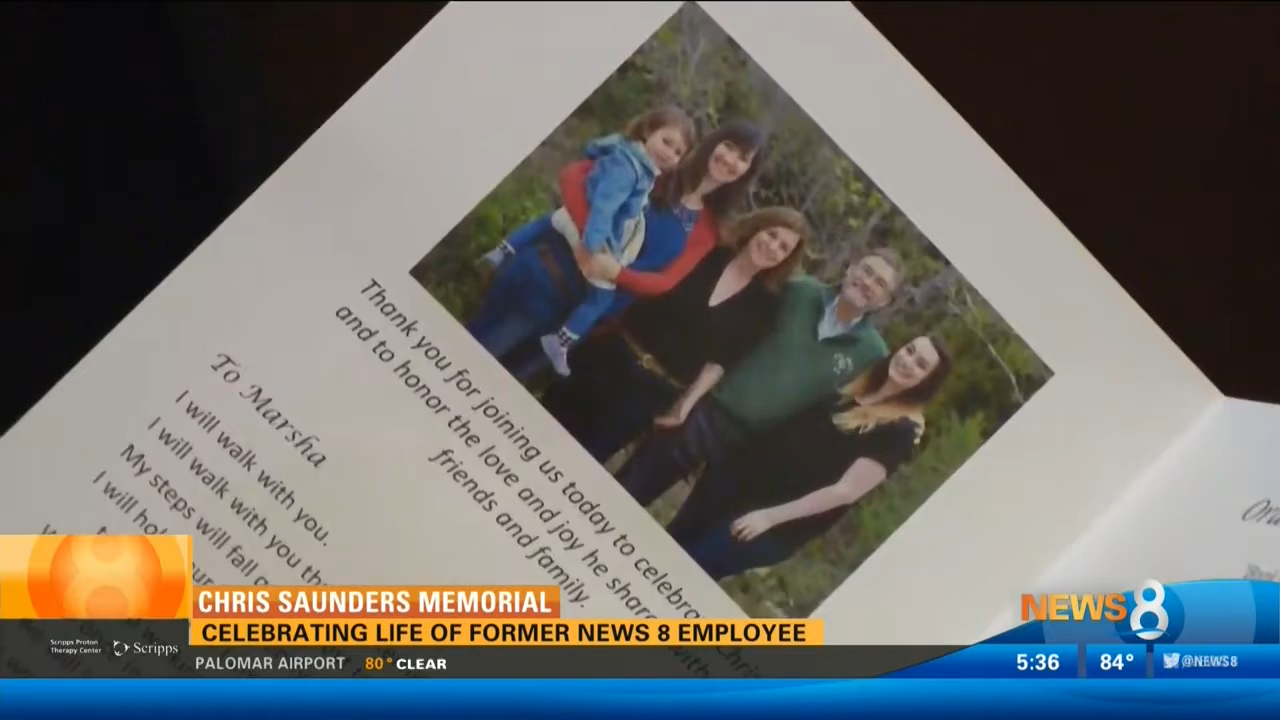 Thank you for joining us today to celebra
and to honor the love and joy he share with
friends and family.
To Marsha
I will walk with you.
I will walk with you th
My steps will fall
I will hol
CHRIS SAUNDERS MEMORIAL
CELEBRATING LIFE OF FORMER NEWS 8 EMPLOYEE
Scripps Proton
Therapy Center
Scripps
PALOMAR AIRPORT 80° CLEAR
NEWS 8
5:36
84°
@NEWS8